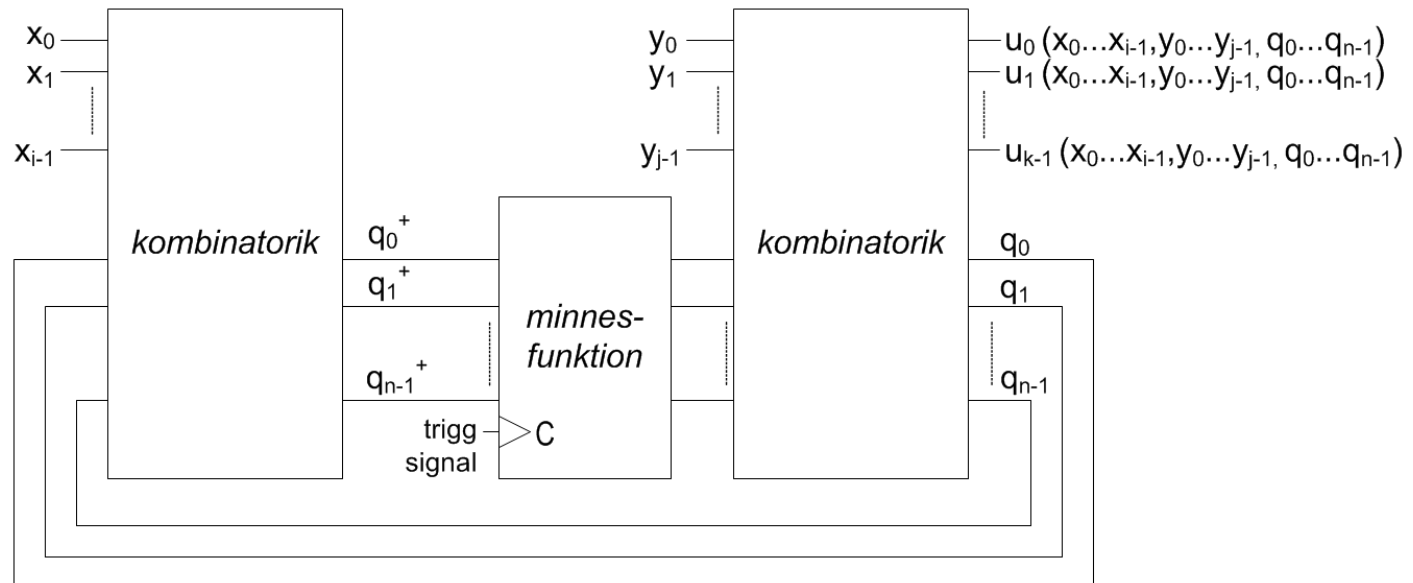 x₀
x₁
xᵢ₋₁
kombinatorik
q₀⁺
q₁⁺
qₙ₋₁⁺
trigg
signal
C
minnes-
funktion
y₀
y₁
yⱼ₋₁
kombinatorik
u₀ (x₀...xᵢ₋₁,y₀...yⱼ₋₁, q₀...qₙ₋₁)
u₁ (x₀...xᵢ₋₁,y₀...yⱼ₋₁, q₀...qₙ₋₁)
uₖ₋₁ (x₀...xᵢ₋₁,y₀...yⱼ₋₁, q₀...qₙ₋₁)
q₀
q₁
qₙ₋₁